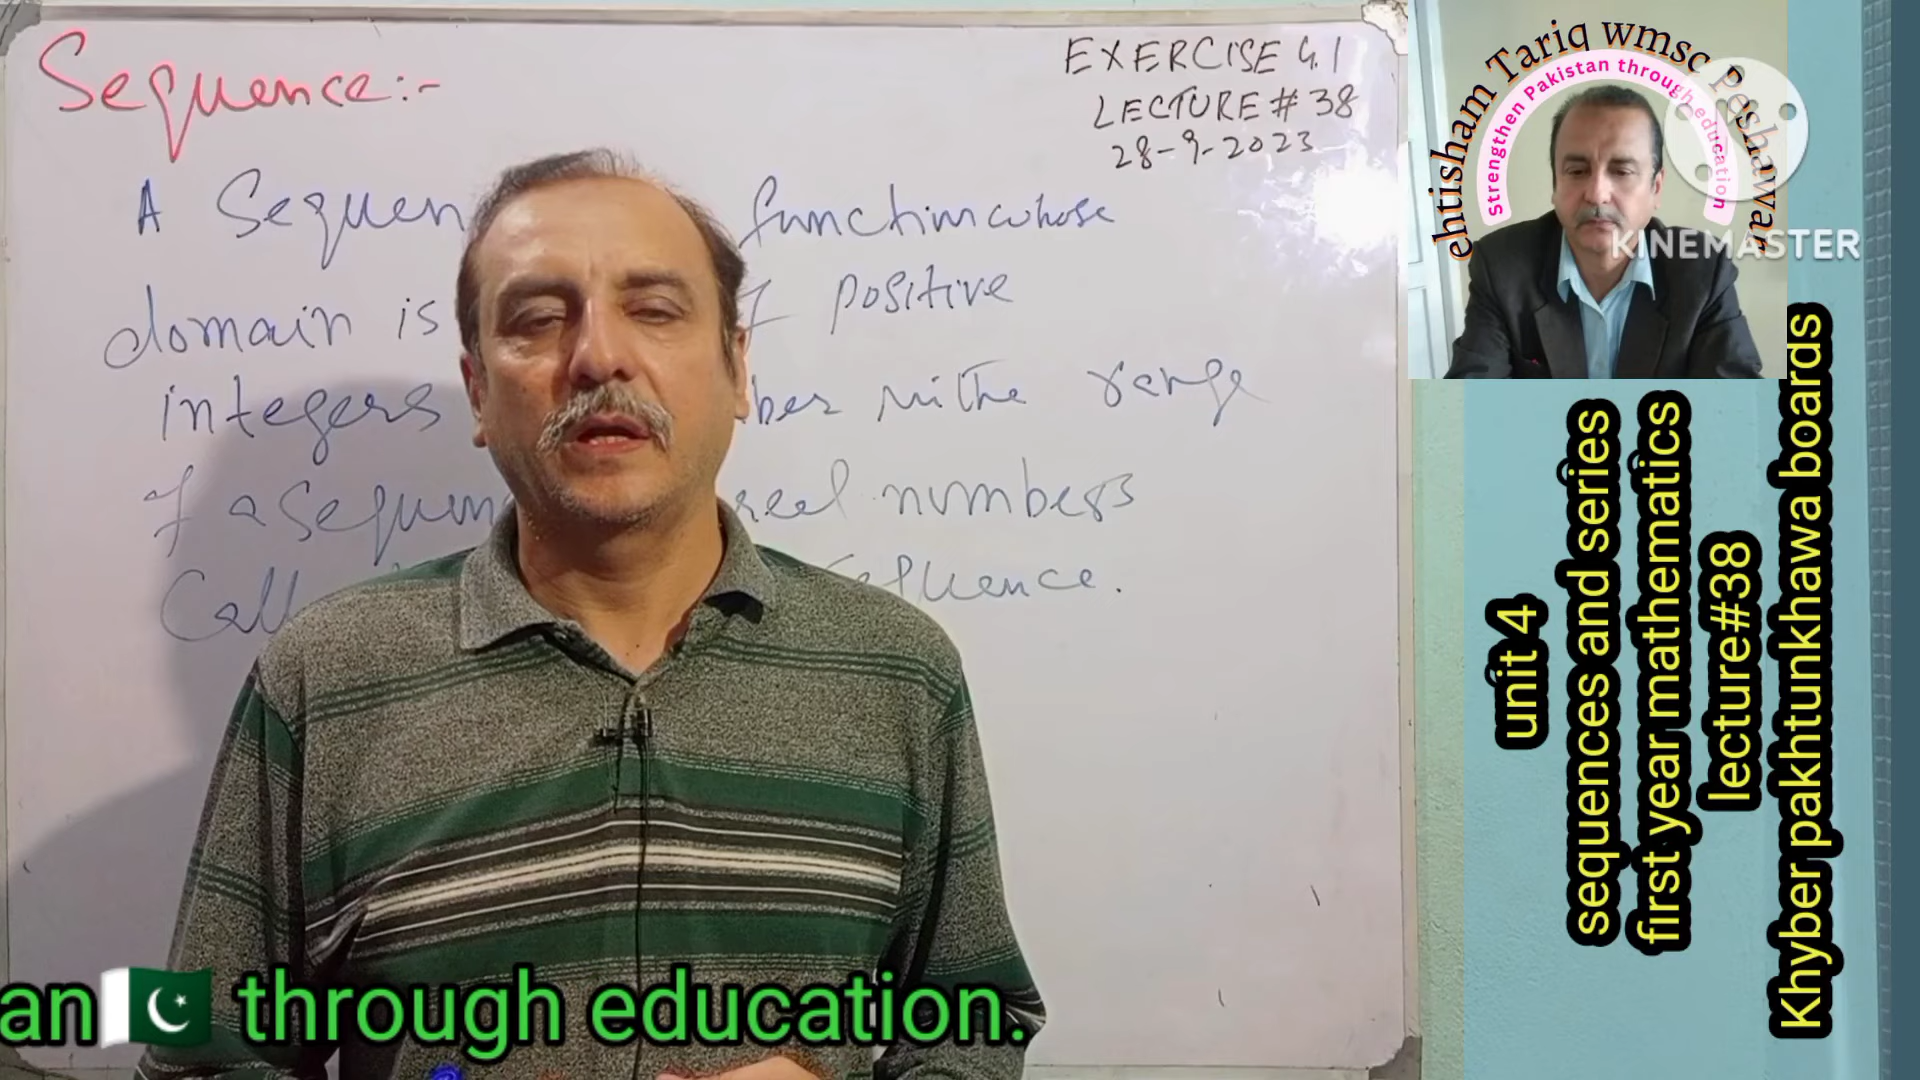 Sequence:-
EXERCISE 4.1
LECTURE # 38
28-9-2023
A Sequen function whose
domain is f positive
integers ber range
of a sequen real numbers
Call equence.
ehtisham Tariq wmsc Peshawar
Strengthen Pakistan through education
KINEMASTER
unit 4
sequences and series
first year mathematics
lecture#38
Khyber pakhtunkhawa boards
an🇵🇰 through education.